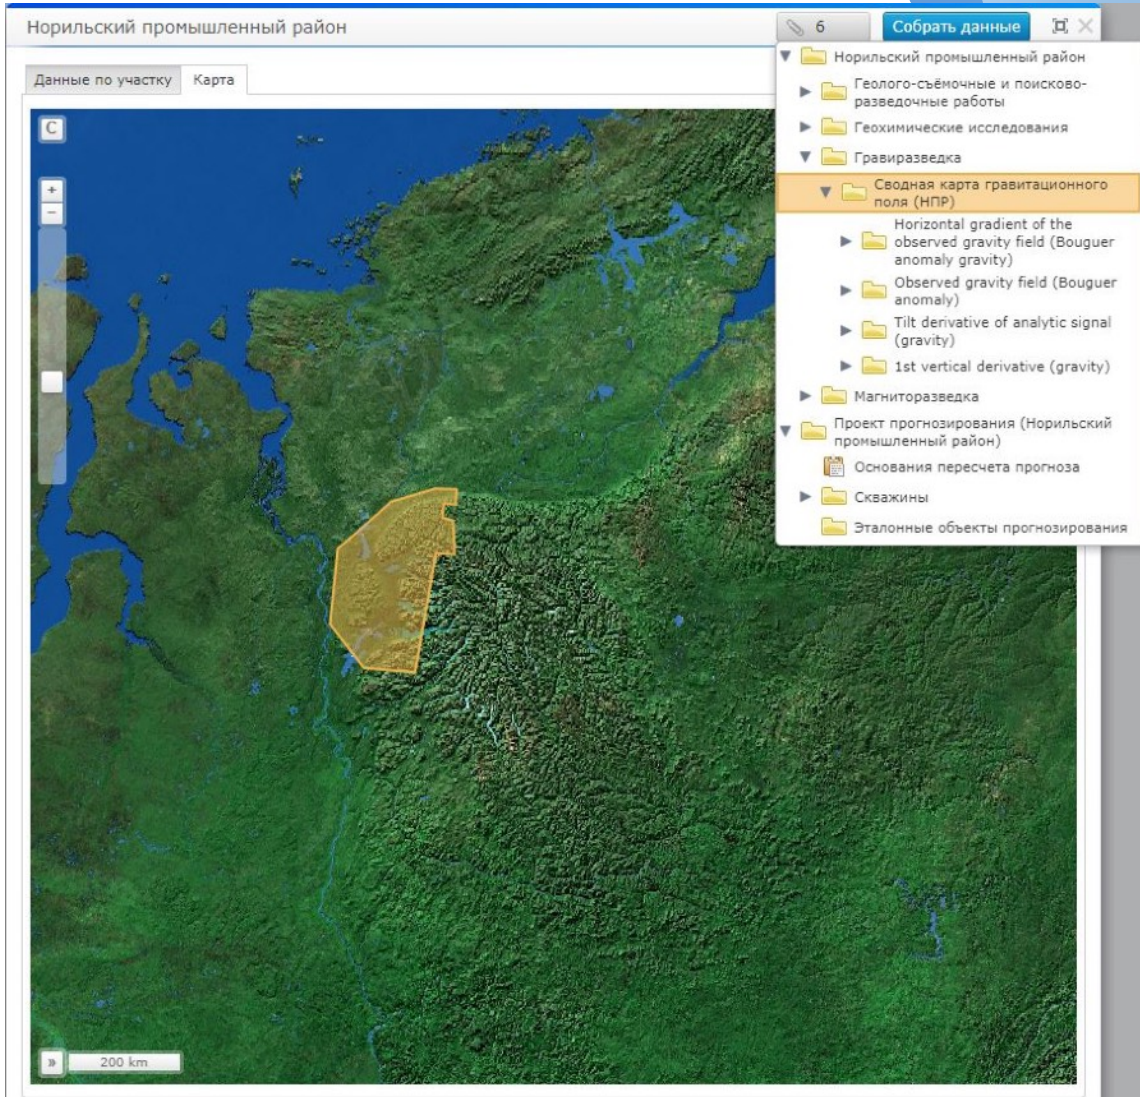 Норильский промышленный район
6
Собрать данные
Данные по участку
Карта
C
+
−
Норильский промышленный район
Геолого-съёмочные и поисково-
разведочные работы
Геохимические исследования
Гравиразведка
Сводная карта гравитационного
поля (НПР)
Horizontal gradient of the
observed gravity field (Bouguer
anomaly gravity)
Observed gravity field (Bouguer
anomaly)
Tilt derivative of analytic signal
(gravity)
1st vertical derivative (gravity)
Магниторазведка
Проект прогнозирования (Норильский
промышленный район)
Основания пересчета прогноза
Скважины
Эталонные объекты прогнозирования
»
200 km